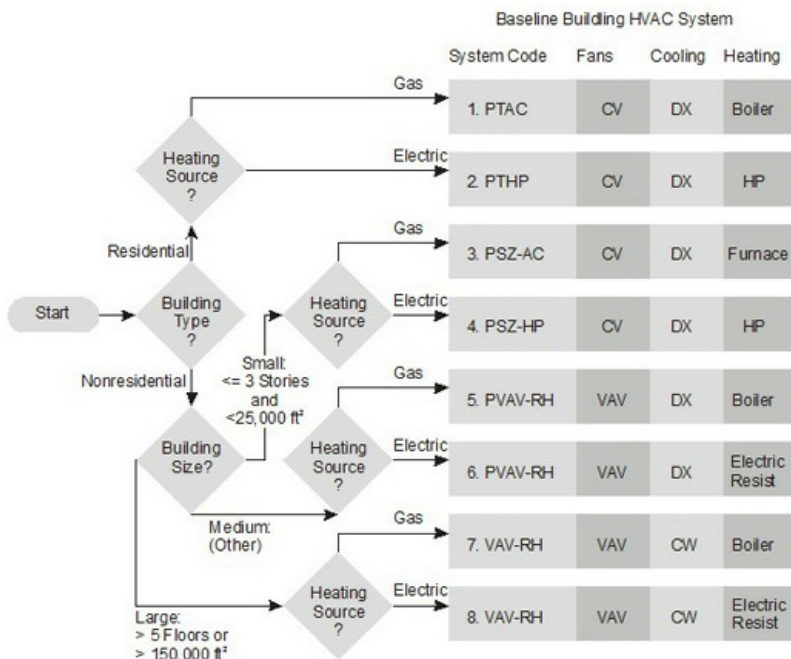 Baseline Buildling HVAC System
System Code Fans Cooling Heating
Gas
1. PTAC CV DX Boiler
Heating
Source
?
Electric
2. PTHP CV DX HP
Residential
Gas
3. PSZ-AC CV DX Furnace
Start
Building
Type
?
Heating
Source
?
Electric
4. PSZ-HP CV DX HP
Nonresidential
Small:
<= 3 Stories
and
<25,000 ft²
Gas
5. PVAV-RH VAV DX Boiler
Building
Size?
Heating
Source
?
Electric
6. PVAV-RH VAV DX Electric
Resist
Medium:
(Other)
Gas
7. VAV-RH VAV CW Boiler
Heating
Source
?
Electric
8. VAV-RH VAV CW Electric
Resist
Large:
> 5 Floors or
> 150,000 ft²